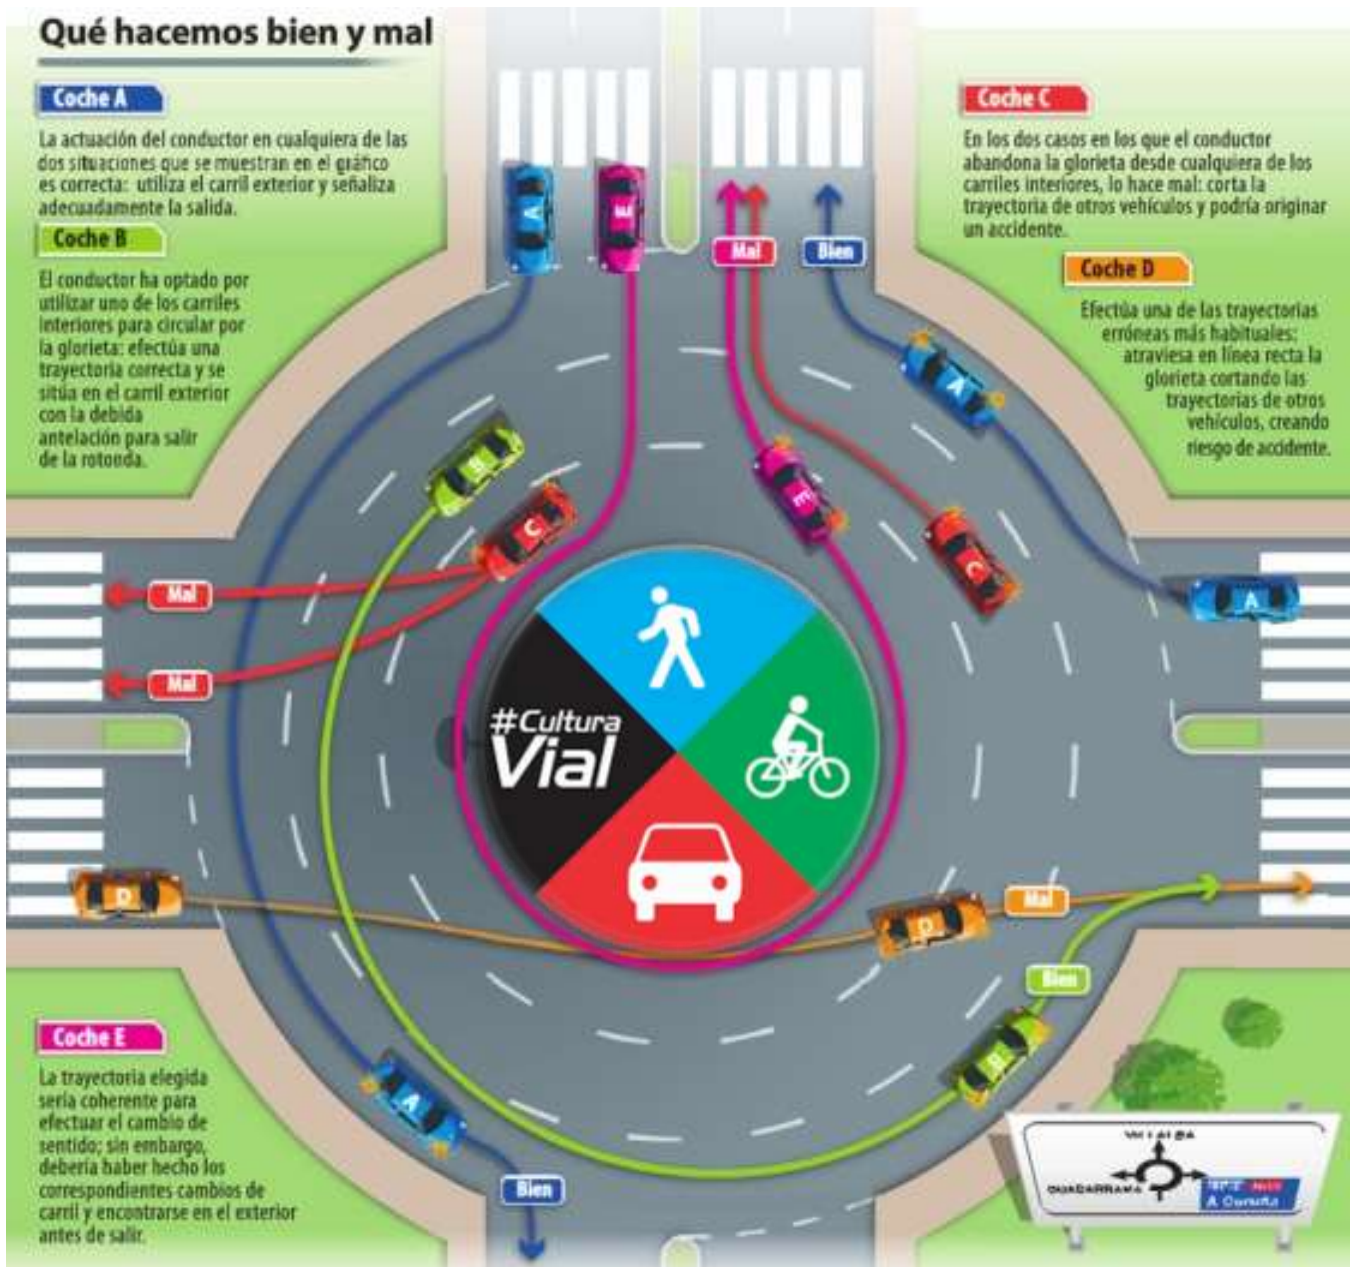 Qué hacemos bien y mal
Coche A
La actuación del conductor en cualquiera de las
dos situaciones que se muestran en el gráfico
es correcta: utiliza el carril exterior y señaliza
adecuadamente la salida.
Coche B
El conductor ha optado por
utilizar uno de los carriles
interiores para circular por
la glorieta: efectúa una
trayectoria correcta y se
sitúa en el carril exterior
con la debida
antelación para salir
de la rotonda.
Coche C
En los dos casos en los que el conductor
abandona la glorieta desde cualquiera de los
carriles interiores, lo hace mal: corta la
trayectoria de otros vehículos y podría originar
un accidente.
Coche D
Efectúa una de las trayectorias
erróneas más habituales:
atraviesa en línea recta la
glorieta cortando las
trayectorias de otros
vehículos, creando
riesgo de accidente.
A
E
Mal
Bien
A
B
E
C
C
A
Mal
Mal
#Cultura
Vial
D
D
Mal
Bien
B
A
Bien
Coche E
La trayectoria elegida
sería coherente para
efectuar el cambio de
sentido; sin embargo,
debería haber hecho los
correspondientes cambios de
carril y encontrarse en el exterior
antes de salir.
VILLALBA
GUADARRAMA
A Coruña